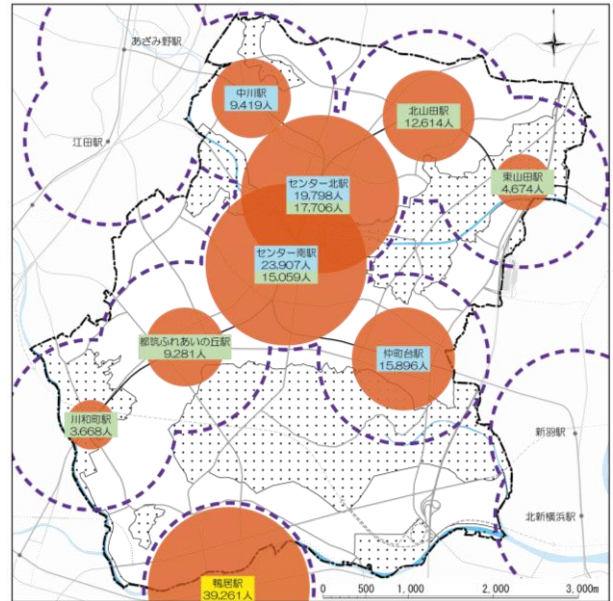 あざみ野駅
中川駅
9,419人
北山田駅
12,614人
江田駅
東山田駅
4,674人
センター北駅
19,798人
17,706人
センター南駅
23,907人
15,059人
都筑ふれあいの丘駅
9,281人
仲町台駅
15,896人
川和町駅
3,668人
新羽駅
北新横浜駅
鴨居駅
39,261人
0 500 1,000 2,000 3,000m